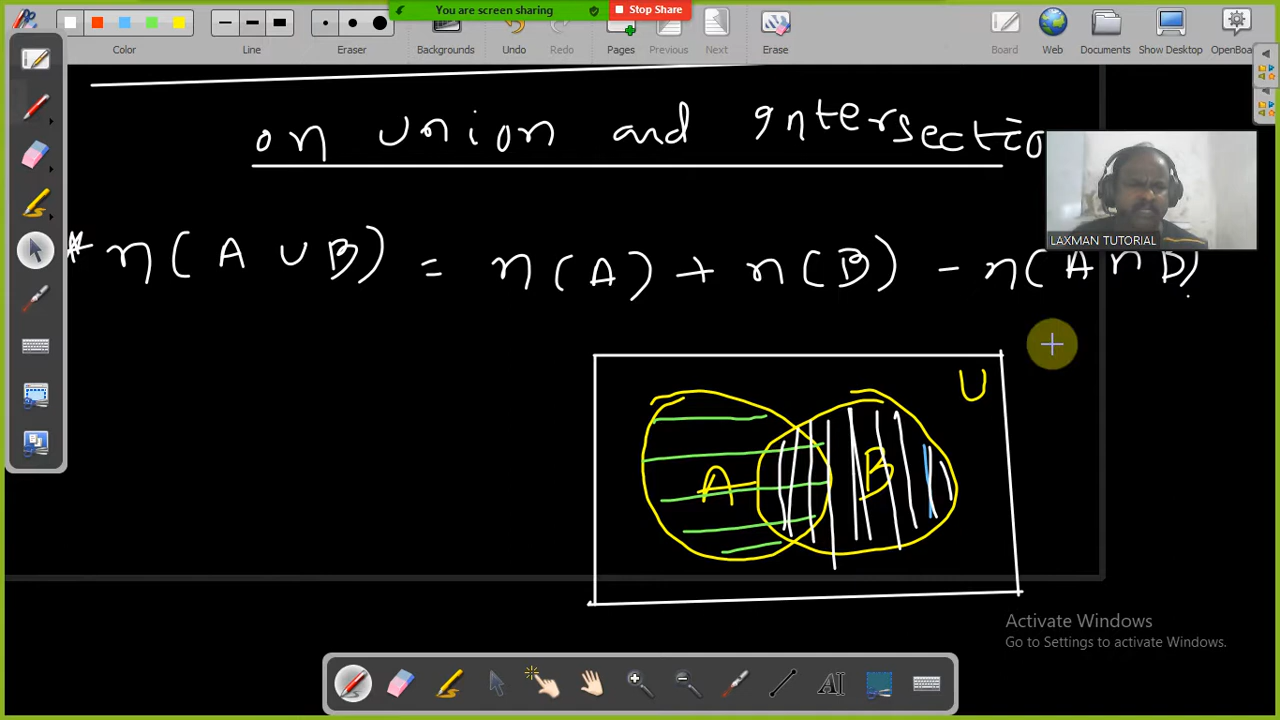 You are screen sharing Stop Share
Color Line Eraser Backgrounds Undo Redo Pages Previous Next Erase Board Web Documents Show Desktop OpenBoa
on union and intersectio
LAXMAN TUTORIAL
* n(A ∪ B) = n(A) + n(B) - n(A ∩ B)
U
A B
Activate Windows
Go to Settings to activate Windows.